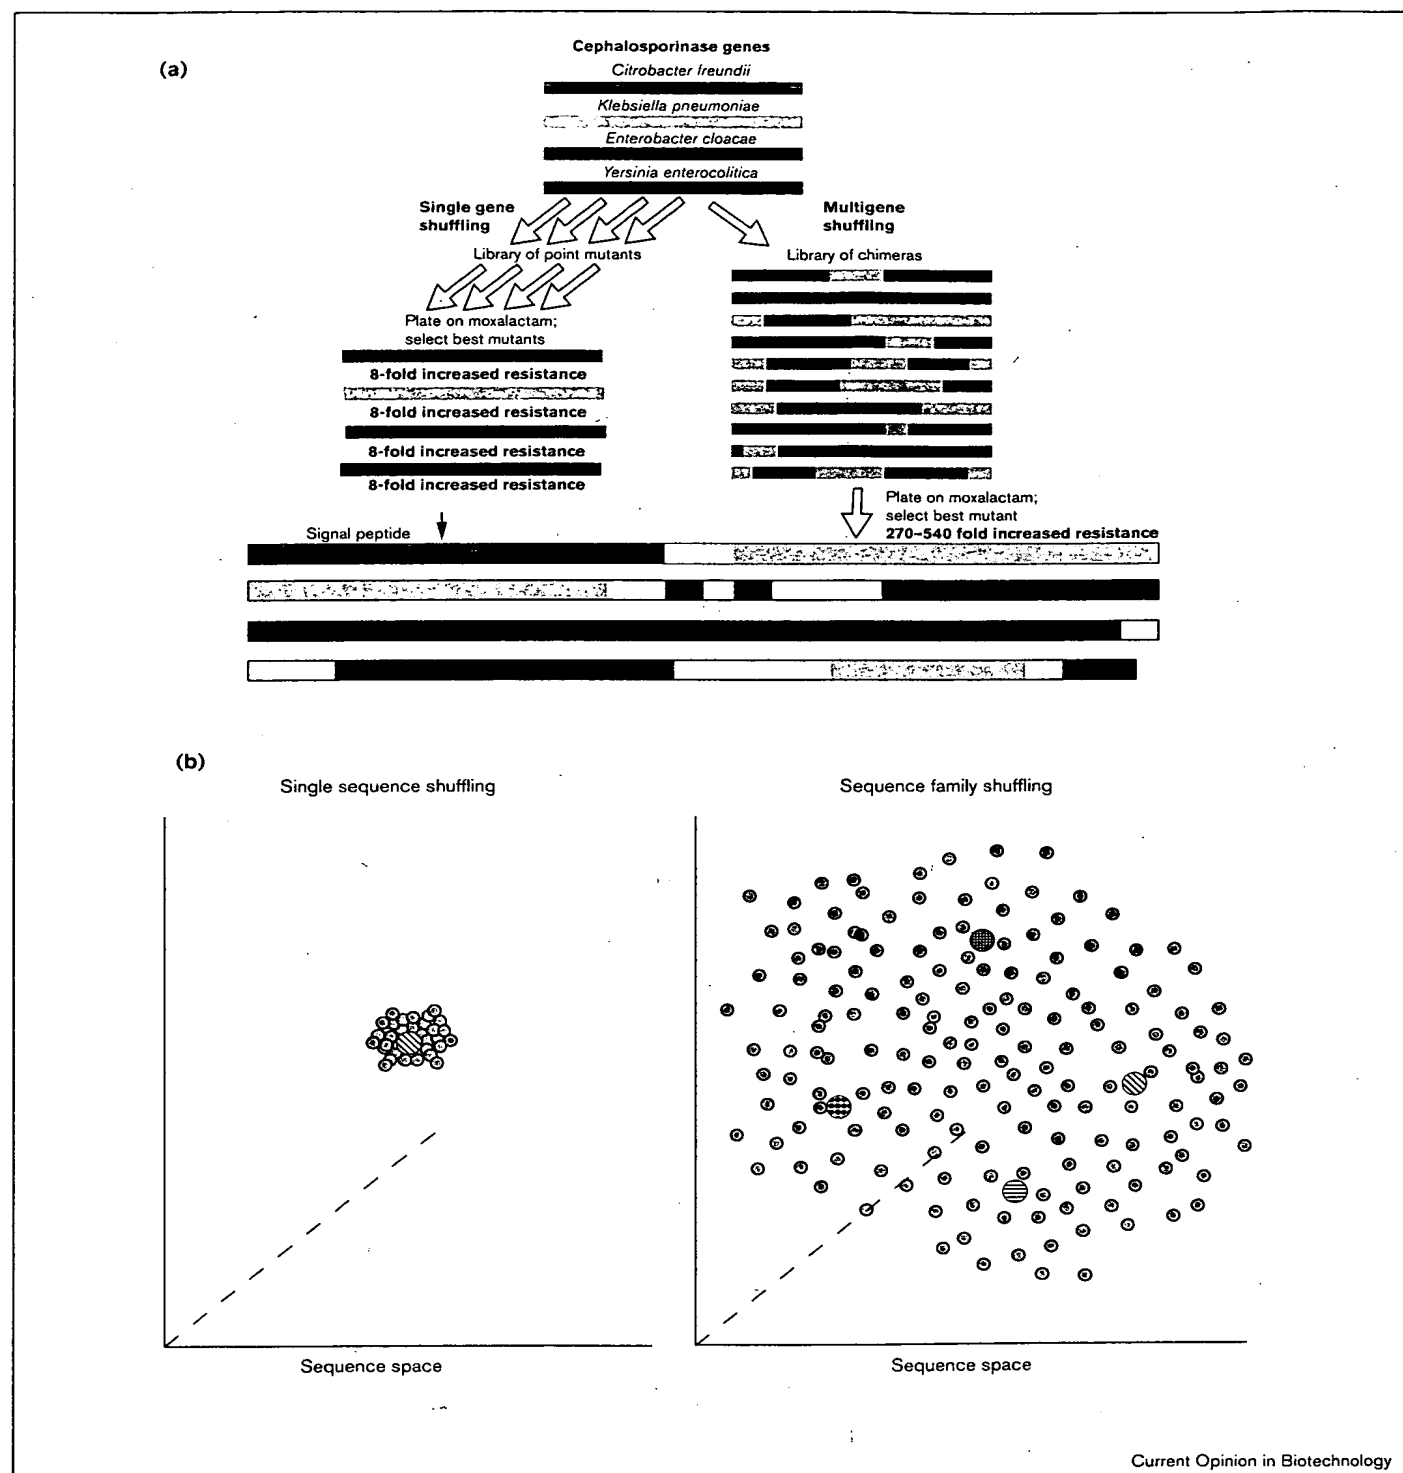 (a)
Cephalosporinase genes
Citrobacter freundii
Klebsiella pneumoniae
Enterobacter cloacae
Yersinia enterocolitica
Single gene
shuffling
Multigene
shuffling
Library of point mutants
Library of chimeras
Plate on moxalactam;
select best mutants
8-fold increased resistance
8-fold increased resistance
8-fold increased resistance
8-fold increased resistance
Plate on moxalactam;
select best mutant
270–540 fold increased resistance
Signal peptide
(b)
Single sequence shuffling
Sequence family shuffling
Sequence space
Sequence space
Current Opinion in Biotechnology